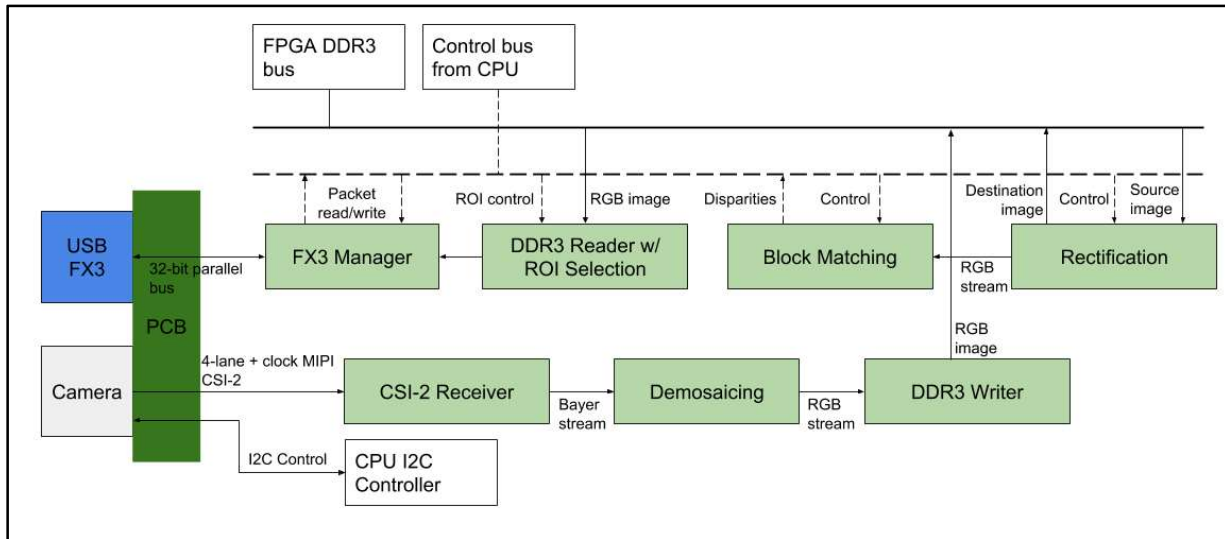 FPGA DDR3
bus
Control bus
from CPU
Packet
read/write
ROI control
RGB image
Disparities
Control
Destination
image
Control
Source
image
USB
FX3
32-bit parallel
bus
FX3 Manager
DDR3 Reader w/
ROI Selection
Block Matching
RGB
stream
Rectification
PCB
RGB
image
Camera
4-lane + clock MIPI
CSI-2
CSI-2 Receiver
Bayer
stream
Demosaicing
RGB
stream
DDR3 Writer
I2C Control
CPU I2C
Controller